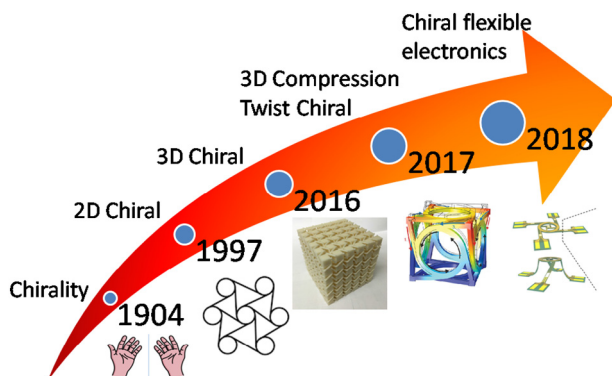 Chirality
1904
2D Chiral
1997
3D Chiral
2016
3D Compression
Twist Chiral
2017
Chiral flexible
electronics
2018